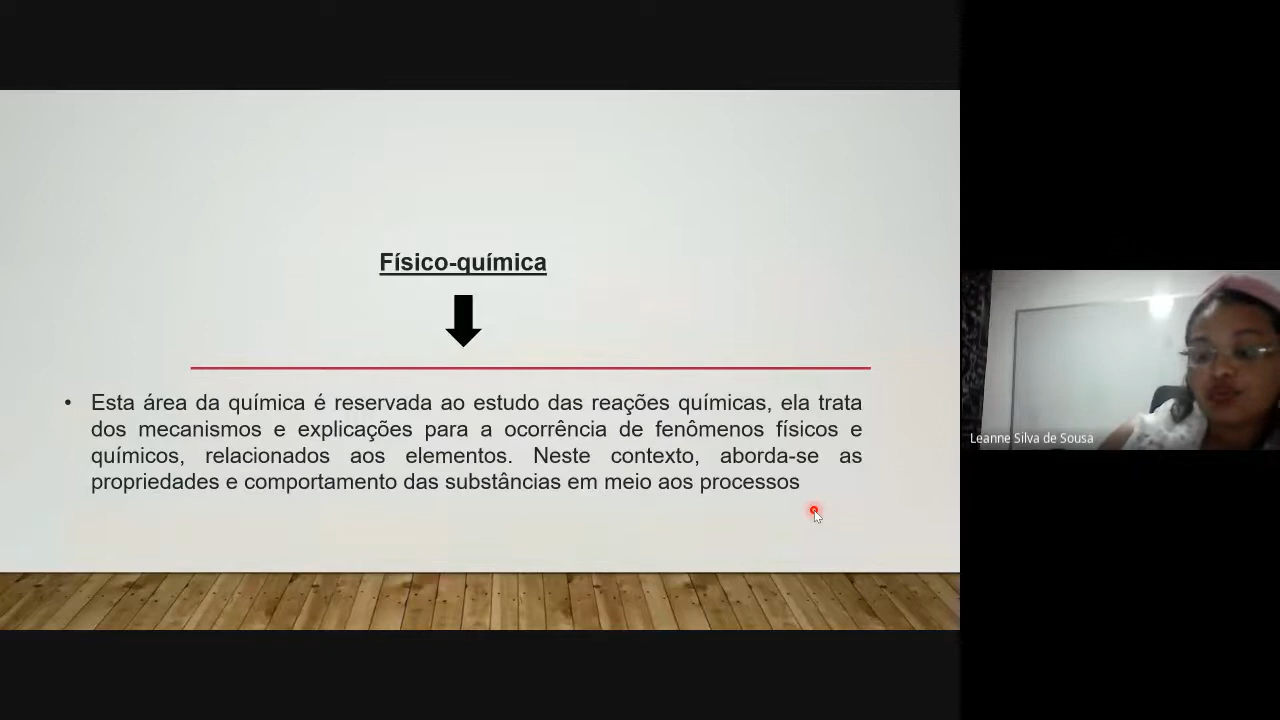 Físico-química
• Esta área da química é reservada ao estudo das reações químicas, ela trata
dos mecanismos e explicações para a ocorrência de fenômenos físicos e
químicos, relacionados aos elementos. Neste contexto, aborda-se as
propriedades e comportamento das substâncias em meio aos processos
Leanne Silva de Sousa